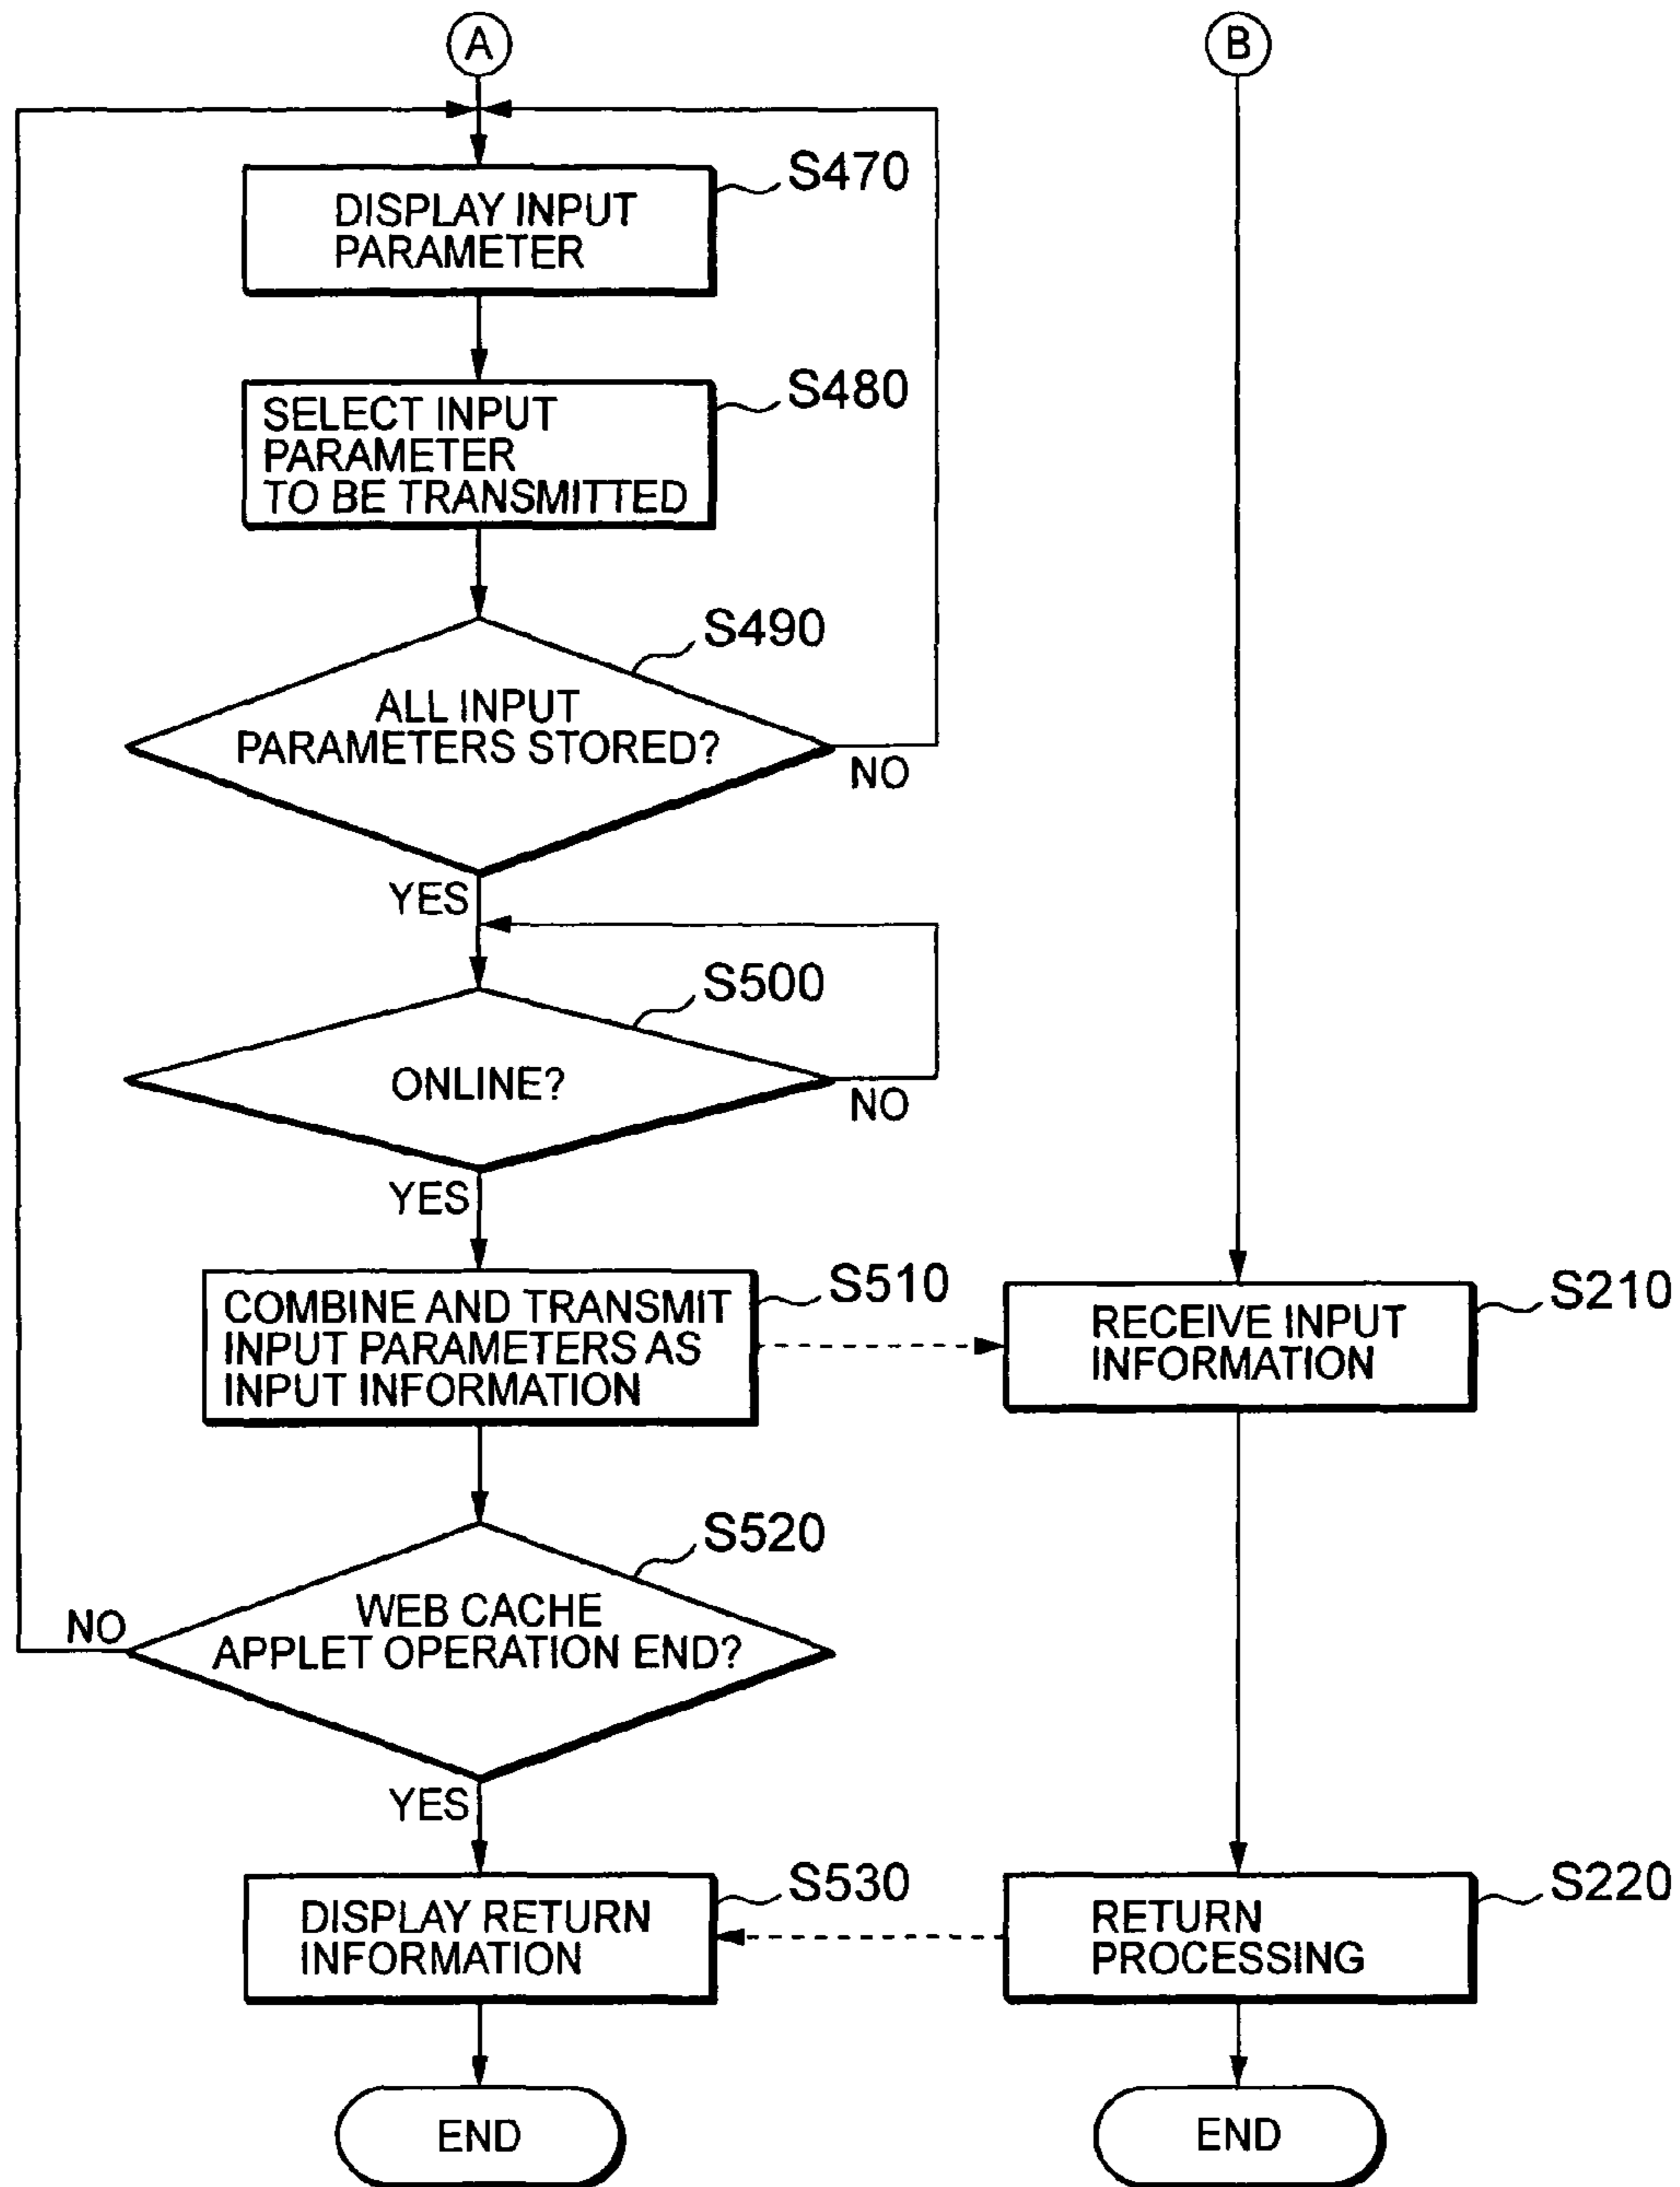 A
B
S470
DISPLAY INPUT
PARAMETER
S480
SELECT INPUT
PARAMETER
TO BE TRANSMITTED
S490
ALL INPUT
PARAMETERS STORED?
NO
YES
S500
ONLINE?
NO
YES
S510
COMBINE AND TRANSMIT
INPUT PARAMETERS AS
INPUT INFORMATION
S210
RECEIVE INPUT
INFORMATION
S520
WEB CACHE
APPLET OPERATION END?
NO
YES
S530
DISPLAY RETURN
INFORMATION
S220
RETURN
PROCESSING
END
END